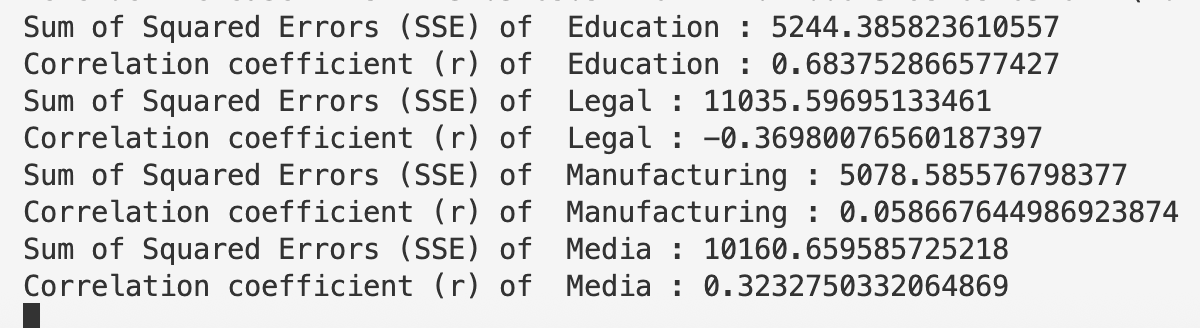 Sum of Squared Errors (SSE) of  Education : 5244.385823610557
Correlation coefficient (r) of  Education : 0.683752866577427
Sum of Squared Errors (SSE) of  Legal : 11035.59695133461
Correlation coefficient (r) of  Legal : -0.36980076560187397
Sum of Squared Errors (SSE) of  Manufacturing : 5078.585576798377
Correlation coefficient (r) of  Manufacturing : 0.058667644986923874
Sum of Squared Errors (SSE) of  Media : 10160.659585725218
Correlation coefficient (r) of  Media : 0.3232750332064869